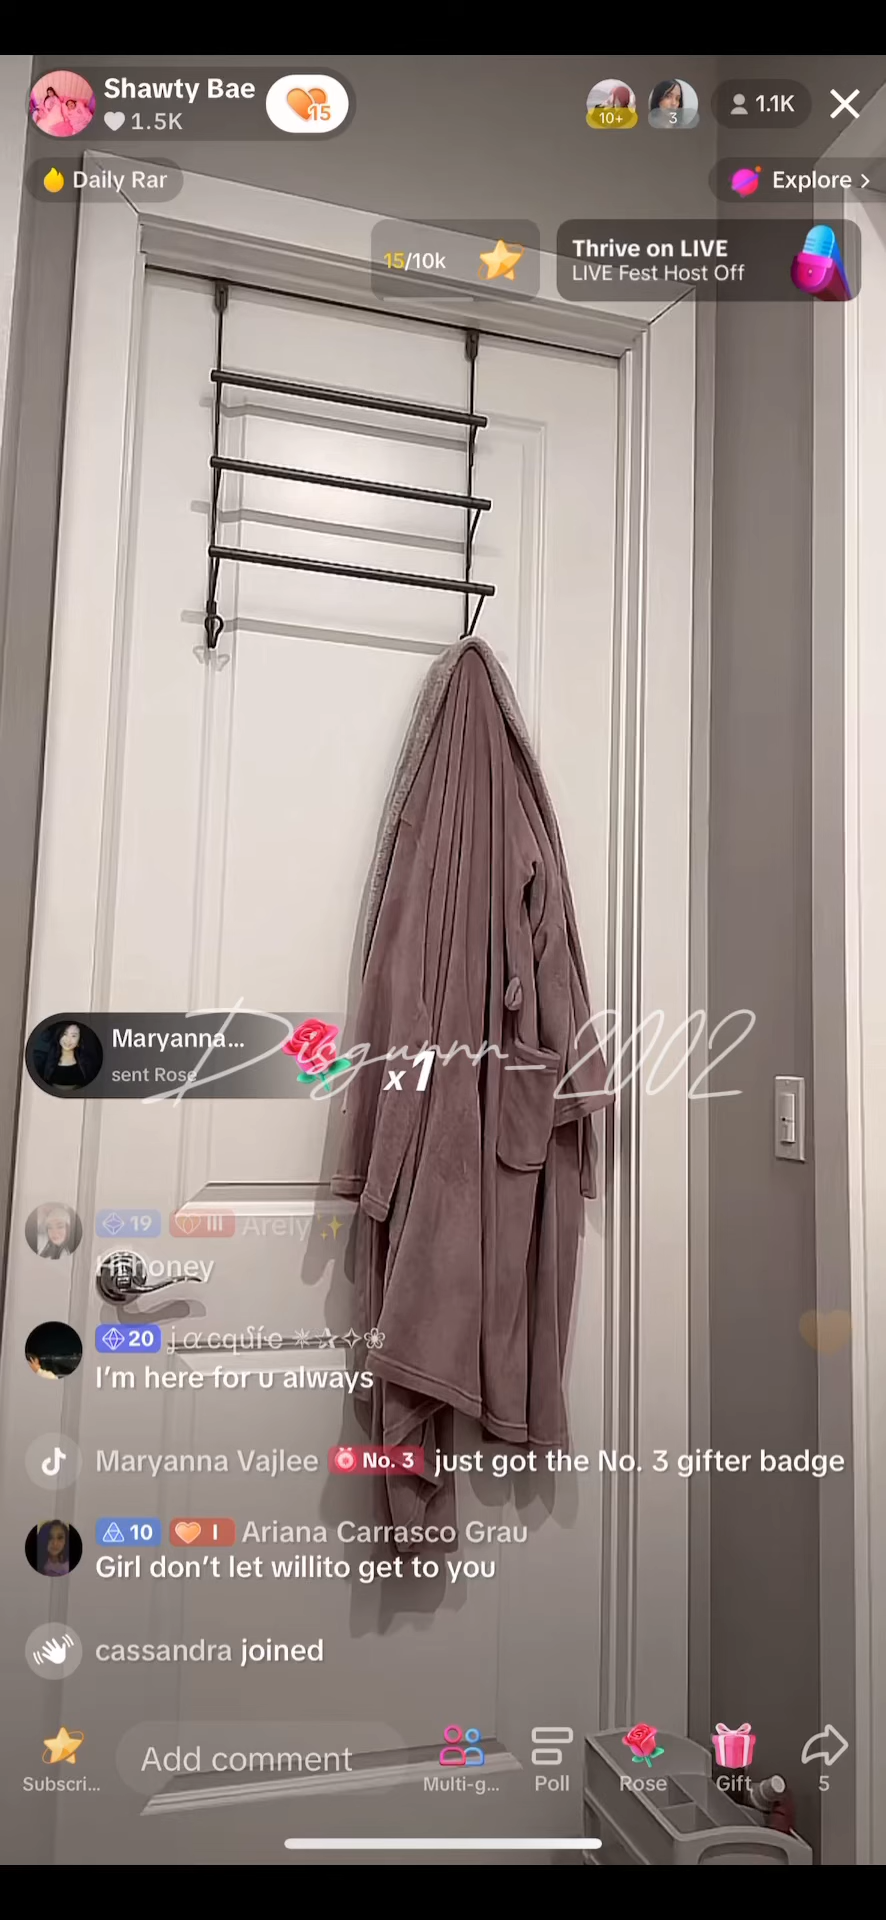 Shawty Bae
1.5K
15
10+
3
1.1K
Daily Rar
Explore >
15/10k
Thrive on LIVE
LIVE Fest Host Off
Maryanna...
sent Rose
x1
Disgunnn_2002
19 III Arely ✨
Hi honey
20 jacquíe ✳✰✧❀
I'm here for u always
Maryanna Vajlee No. 3 just got the No. 3 gifter badge
10 I Ariana Carrasco Grau
Girl don't let willito get to you
cassandra joined
Add comment
Subscri...
Multi-g...
Poll
Rose
Gift
5